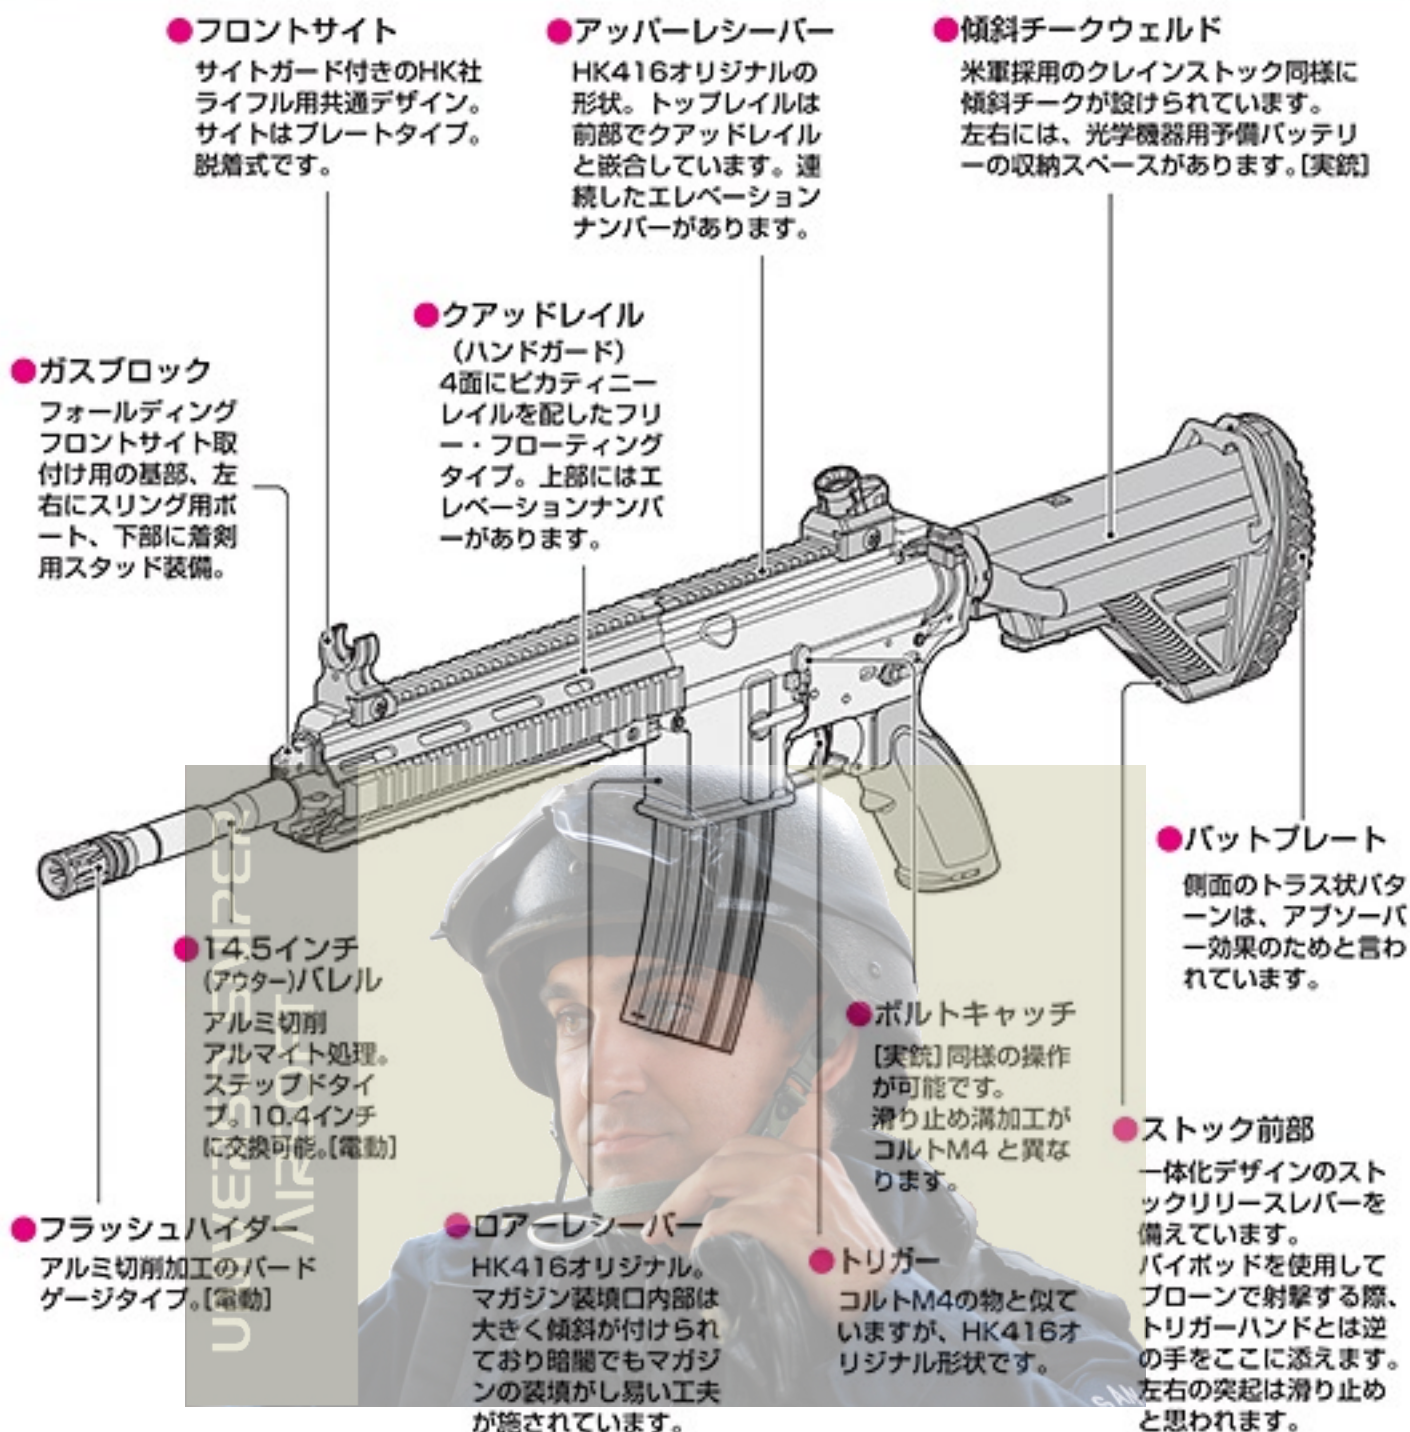 ●フロントサイト
サイトガード付きのHK社
ライフル用共通デザイン。
サイトはプレートタイプ。
脱着式です。
●アッパーレシーバー
HK416オリジナルの
形状。トップレイルは
前部でクアッドレイル
と嵌合しています。連
続したエレベーション
ナンバーがあります。
●傾斜チークウェルド
米軍採用のクレインストック同様に
傾斜チークが設けられています。
左右には、光学機器用予備バッテリ
ーの収納スペースがあります。[実銃]
●クアッドレイル
（ハンドガード）
4面にピカティニー
レイルを配したフリ
ー・フローティング
タイプ。上部にはエ
レベーションナンバ
ーがあります。
●ガスブロック
フォールディング
フロントサイト取
付け用の基部、左
右にスリング用ポ
ート、下部に着剣
用スタッド装備。
●バットプレート
側面のトラス状パタ
ーンは、アブソーバ
ー効果のためと言わ
れています。
●14.5インチ
(アウター)バレル
アルミ切削
アルマイト処理。
ステップドタイ
プ。10.4インチ
に交換可能。[電動]
●ボルトキャッチ
[実銃]同様の操作
が可能です。
滑り止め溝加工が
コルトM4 と異な
ります。
●ストック前部
一体化デザインのスト
ックリリースレバーを
備えています。
バイポッドを使用して
プローンで射撃する際、
トリガーハンドとは逆
の手をここに添えます。
左右の突起は滑り止め
と思われます。
●フラッシュハイダー
アルミ切削加工のバード
ゲージタイプ。[電動]
●ロアーレシーバー
HK416オリジナル。
マガジン装填口内部は
大きく傾斜が付けられ
ており暗闇でもマガジ
ンの装填がし易い工夫
が施されています。
●トリガー
コルトM4の物と似て
いますが、HK416オ
リジナル形状です。
AIRSOFT